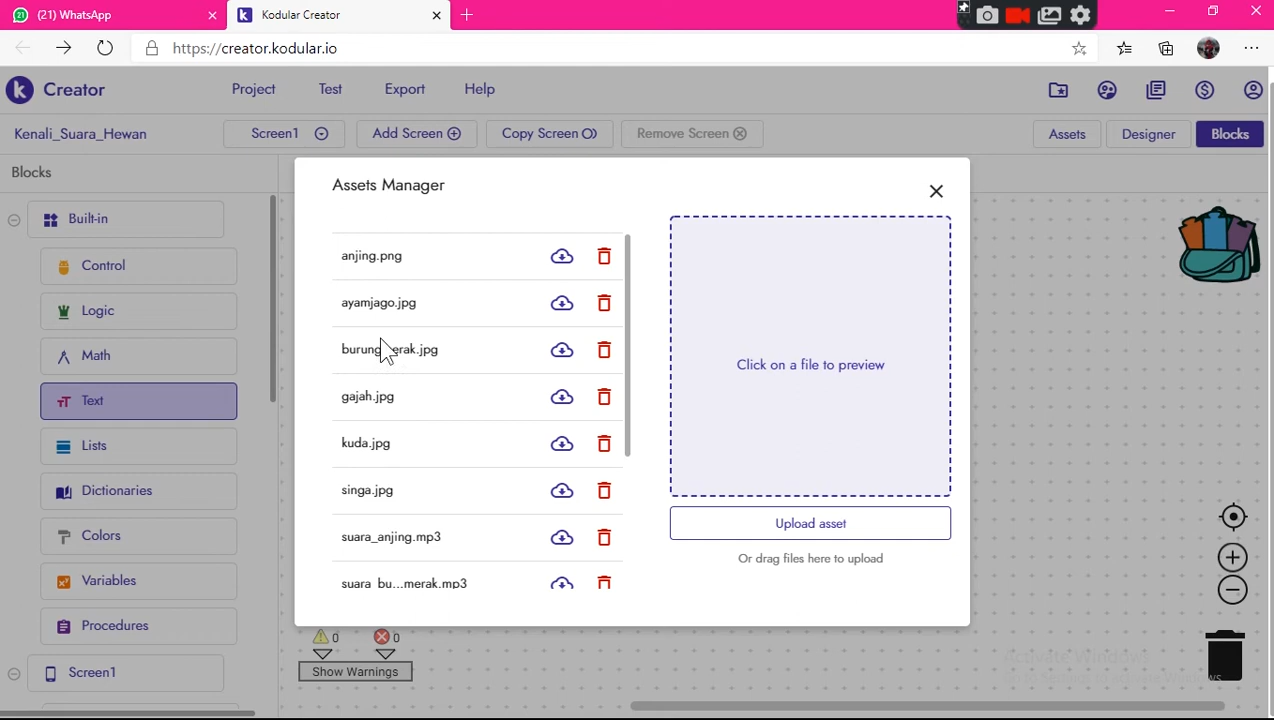 (21) WhatsApp
Kodular Creator
https://creator.kodular.io
Creator
Project
Test
Export
Help
Kenali_Suara_Hewan
Screen1
Add Screen
Copy Screen
Remove Screen
Assets
Designer
Blocks
Blocks
Assets Manager
Built-in
Control
Logic
Math
Text
Lists
Dictionaries
Colors
Variables
Procedures
Screen1
anjing.png
ayamjago.jpg
gajah.jpg
kuda.jpg
singa.jpg
suara_anjing.mp3
suara_bu...merak.mp3
Click on a file to preview
Upload asset
Or drag files here to upload
0
0
Show Warnings
Activate Windows